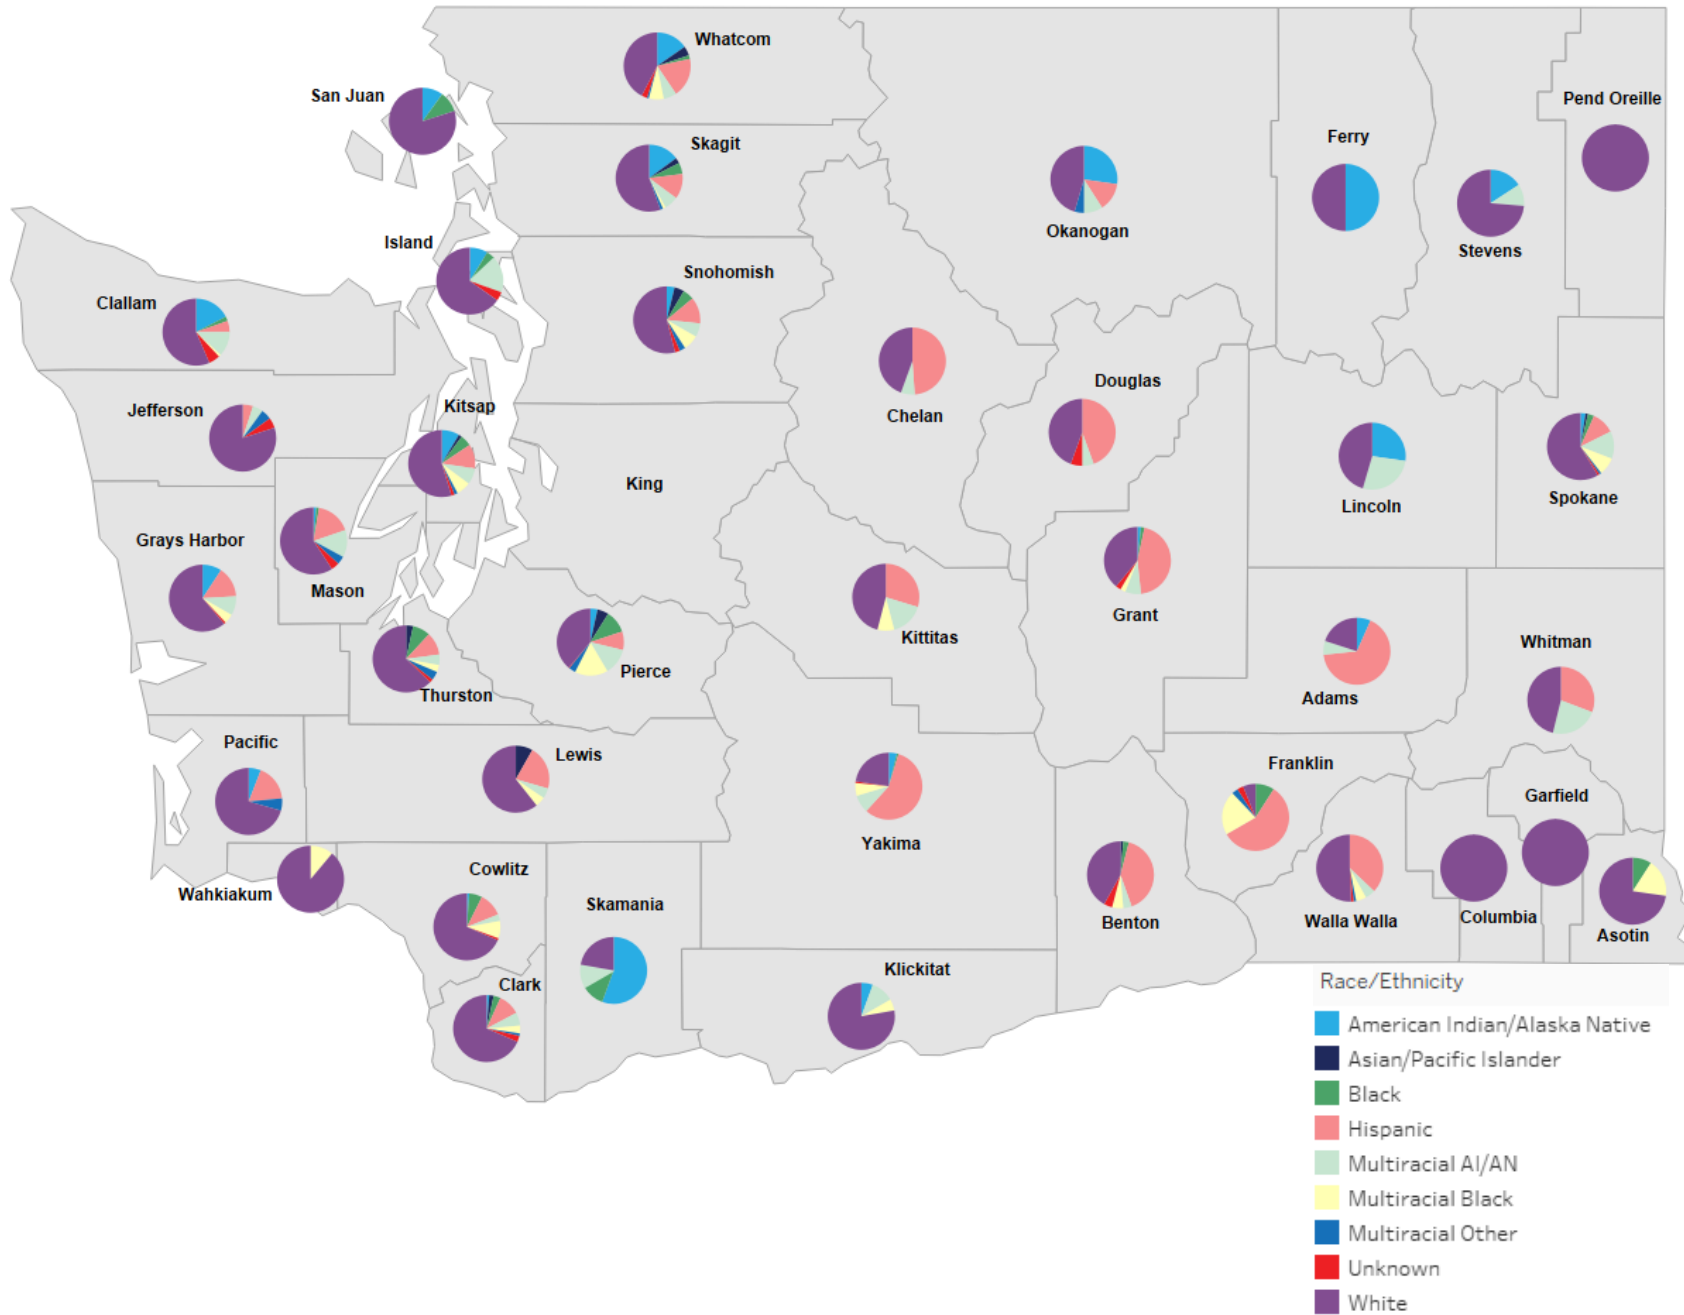 Whatcom
San Juan
Pend Oreille
Ferry
Skagit
Okanogan
Stevens
Island
Snohomish
Clallam
Douglas
Jefferson
Kitsap
Chelan
King
Lincoln
Spokane
Grays Harbor
Mason
Kittitas
Grant
Whitman
Thurston
Pierce
Adams
Pacific
Lewis
Franklin
Garfield
Yakima
Cowlitz
Wahkiakum
Skamania
Benton
Walla Walla
Columbia
Asotin
Klickitat
Clark
Race/Ethnicity
American Indian/Alaska Native
Asian/Pacific Islander
Black
Hispanic
Multiracial AI/AN
Multiracial Black
Multiracial Other
Unknown
White